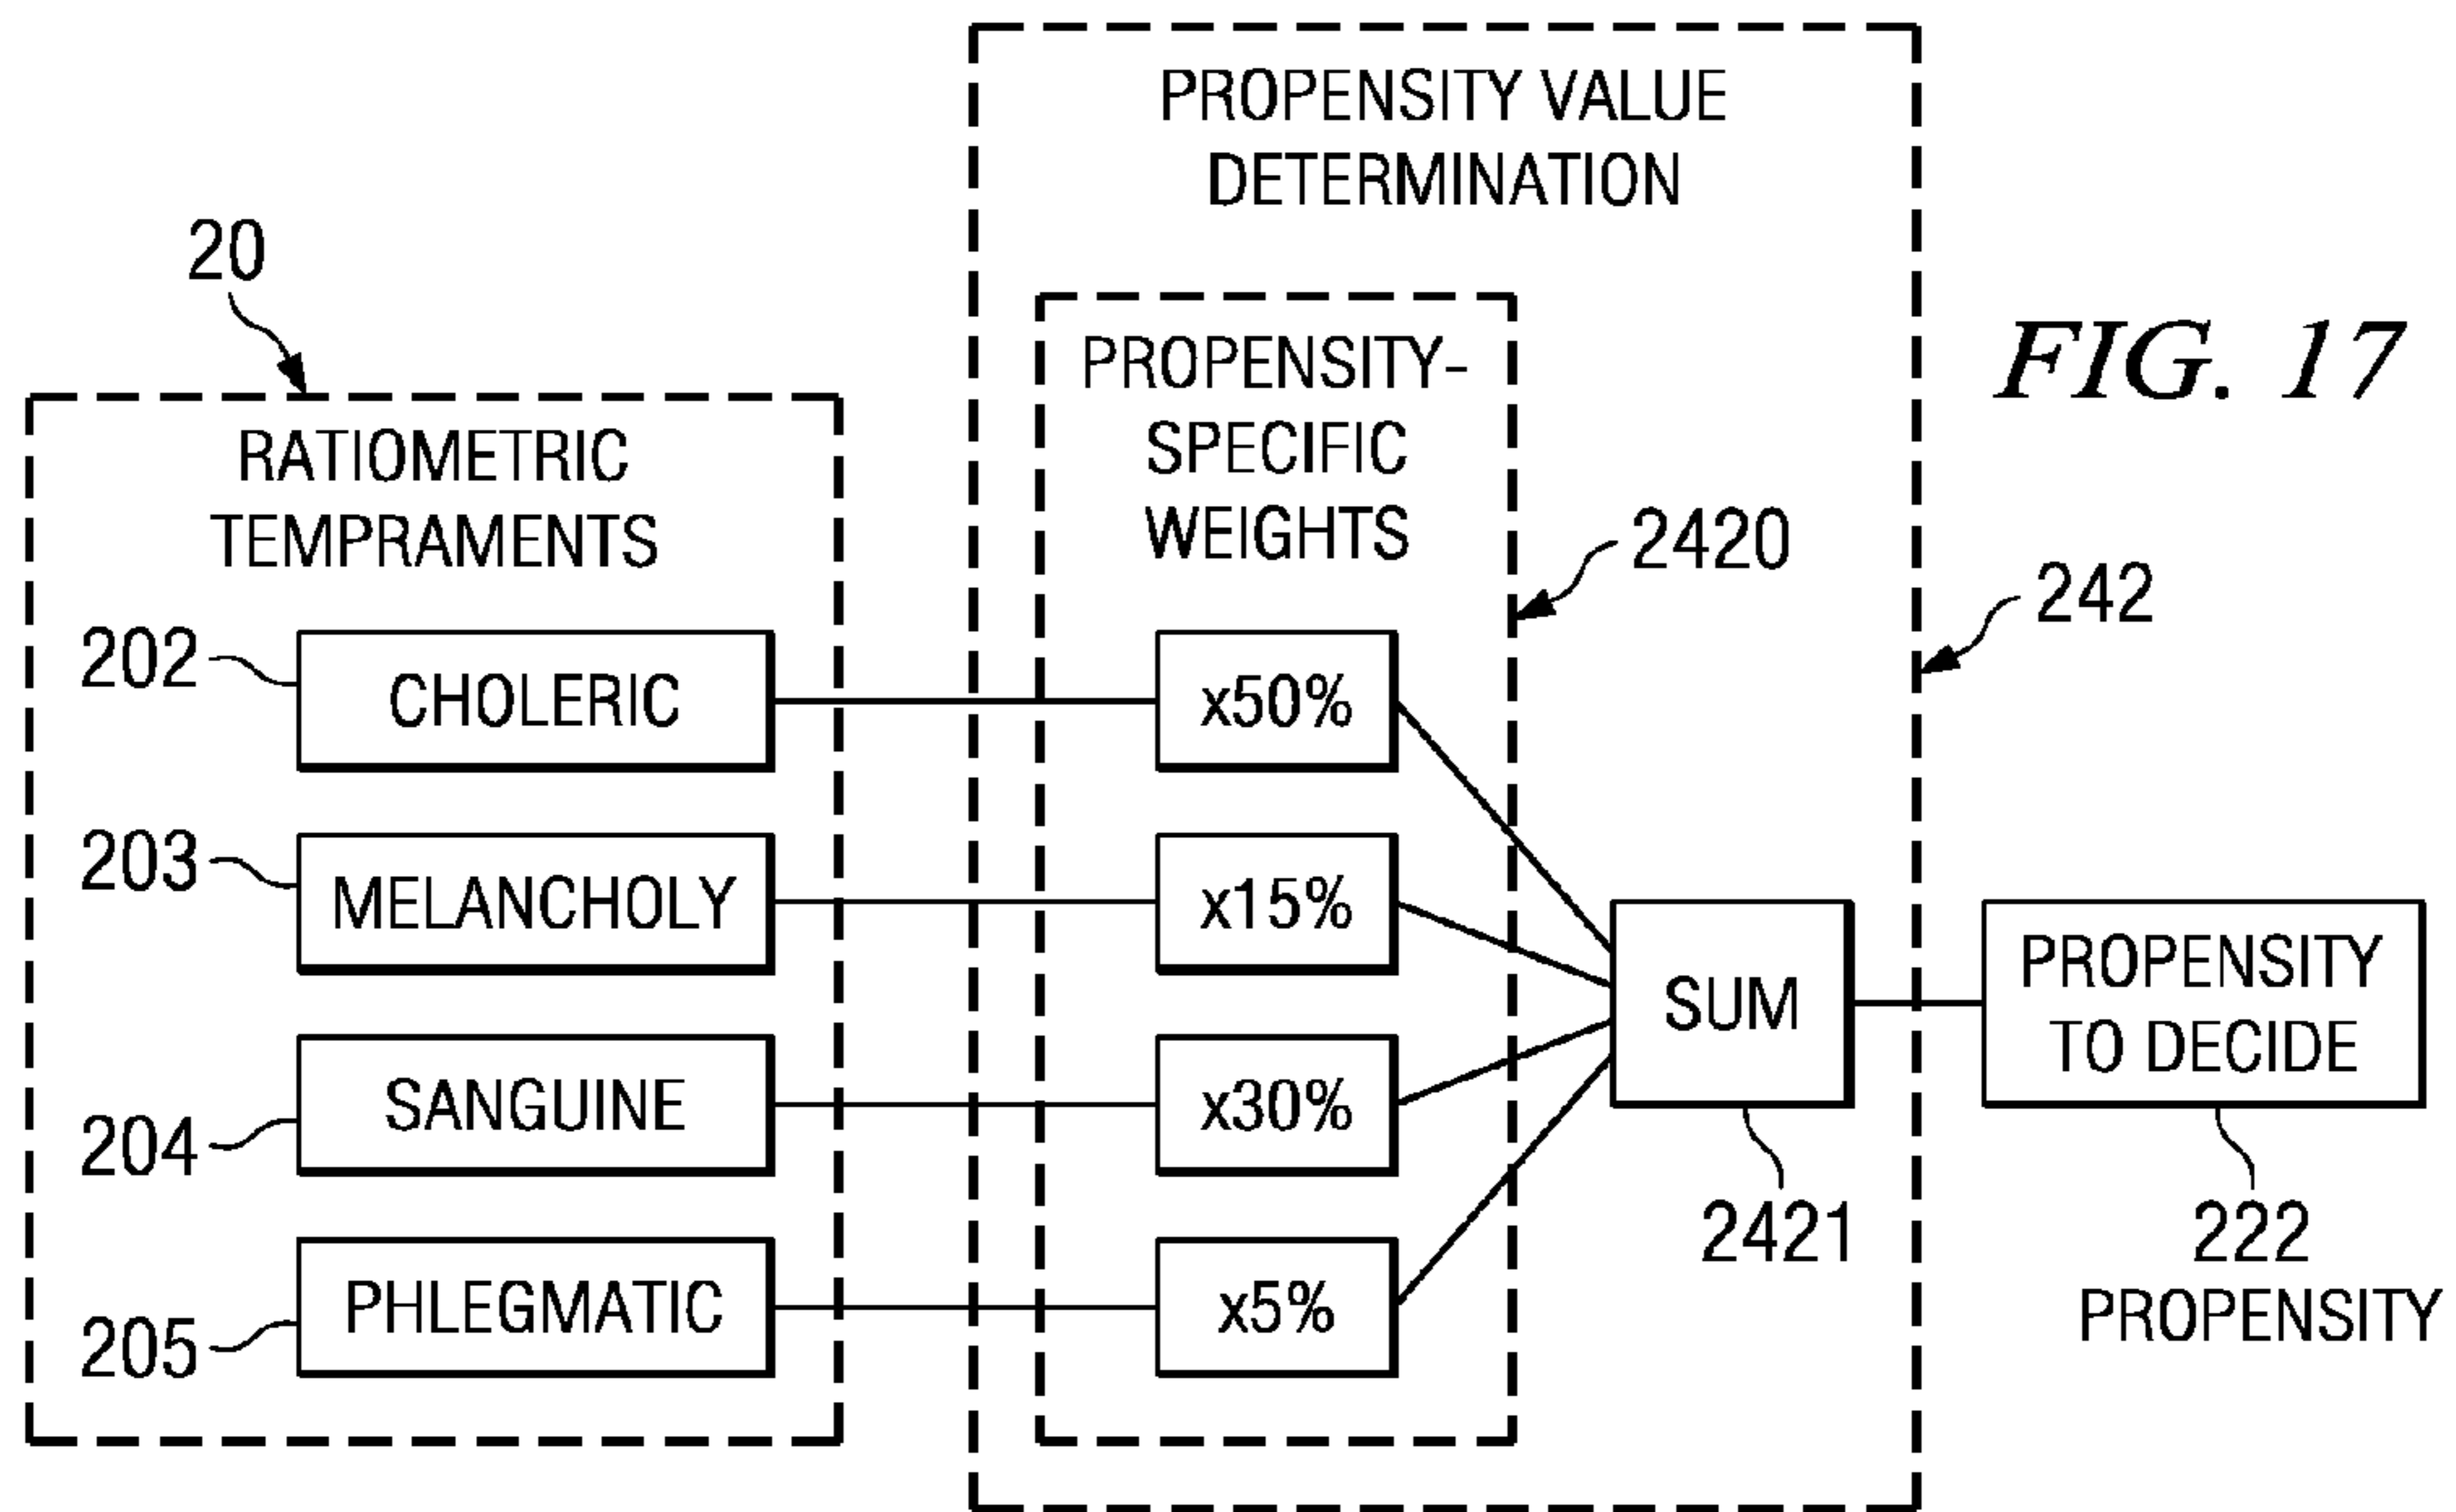 PROPENSITY VALUE
DETERMINATION
20
FIG. 17
PROPENSITY-
SPECIFIC
WEIGHTS
RATIOMETRIC
TEMPRAMENTS
2420
242
202
CHOLERIC
x50%
203
MELANCHOLY
x15%
SUM
PROPENSITY
TO DECIDE
204
SANGUINE
x30%
2421
222
PROPENSITY
205
PHLEGMATIC
x5%